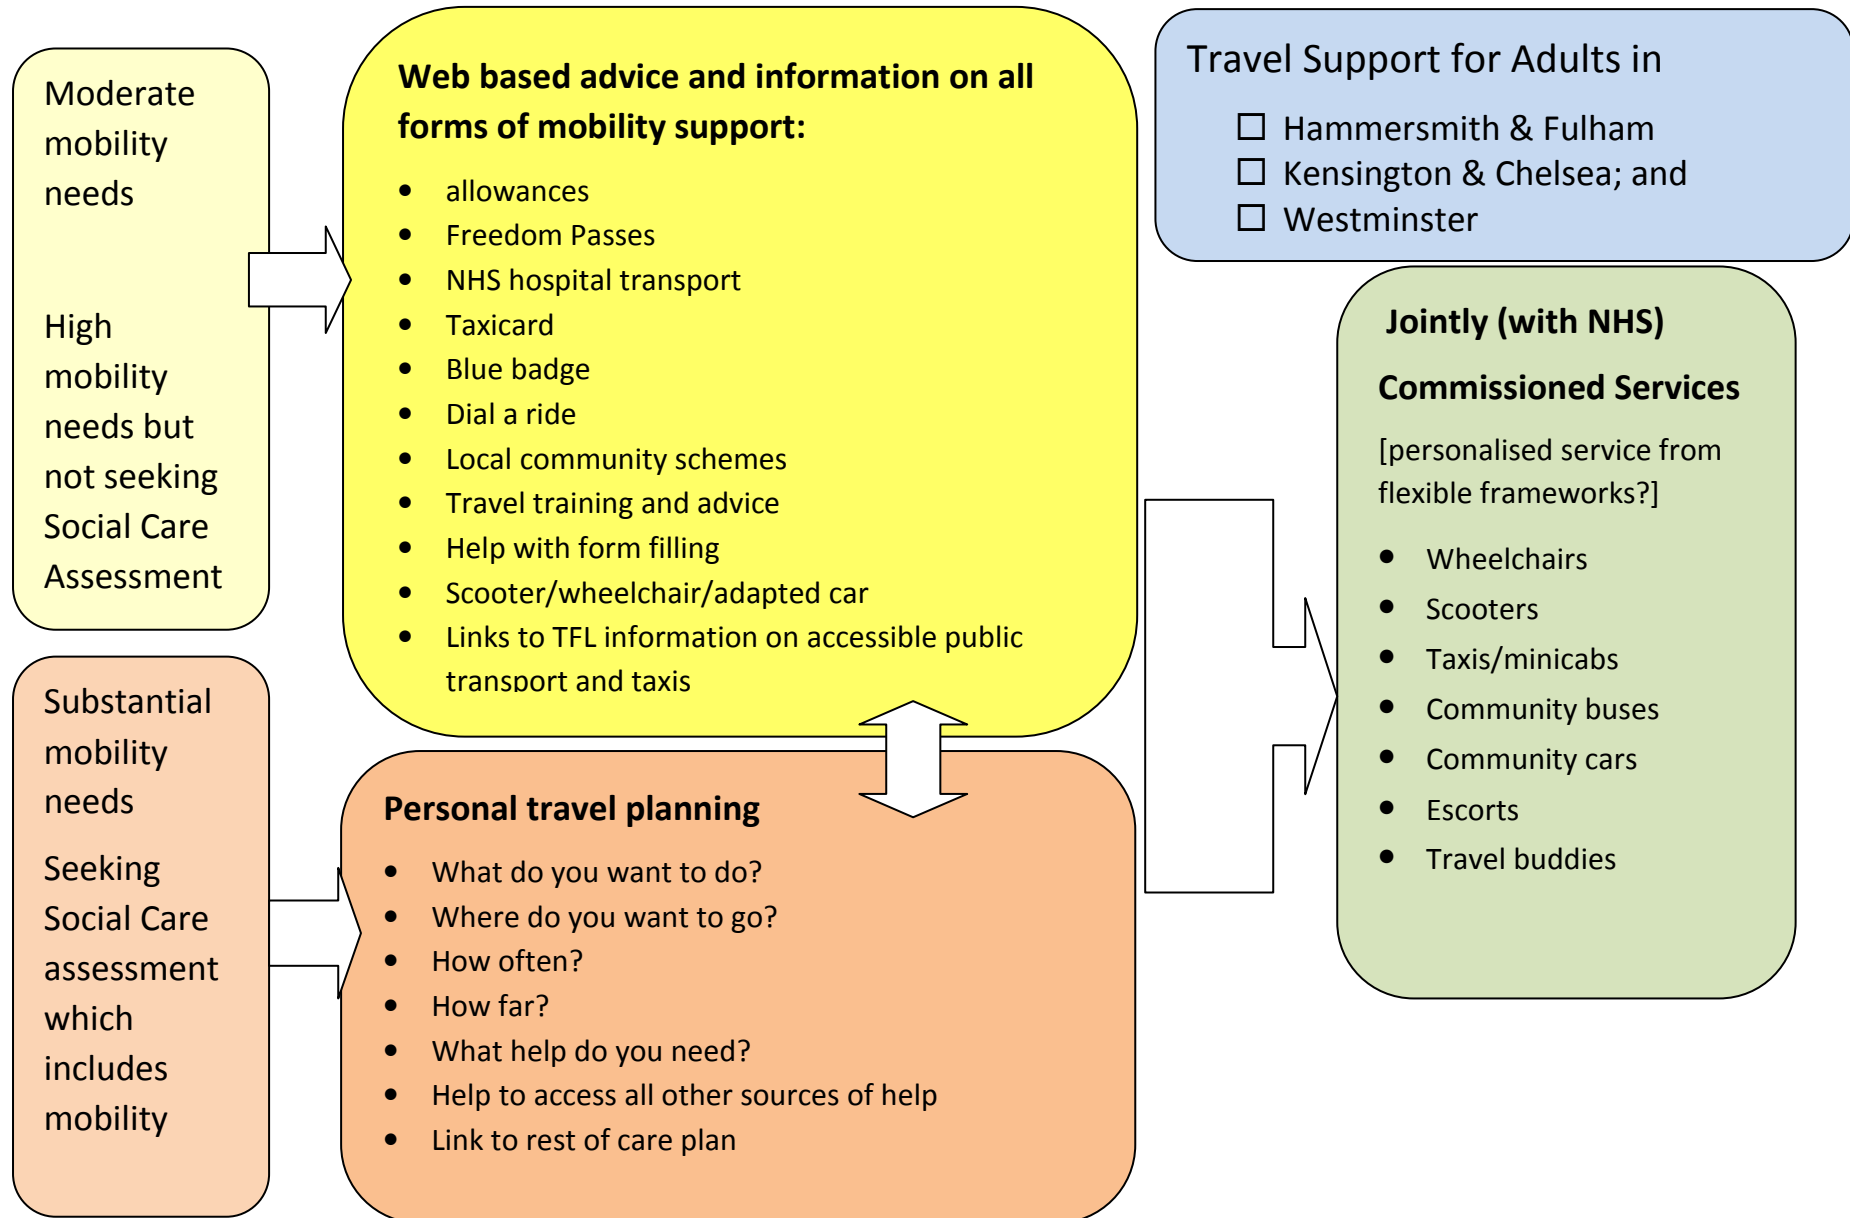 Moderate
mobility
needs
High
mobility
needs but
not seeking
Social Care
Assessment
Substantial
mobility
needs
Seeking
Social Care
assessment
which
includes
mobility
Web based advice and information on all
forms of mobility support:
• allowances
• Freedom Passes
• NHS hospital transport
• Taxicard
• Blue badge
• Dial a ride
• Local community schemes
• Travel training and advice
• Help with form filling
• Scooter/wheelchair/adapted car
• Links to TFL information on accessible public
transport and taxis
Personal travel planning
• What do you want to do?
• Where do you want to go?
• How often?
• How far?
• What help do you need?
• Help to access all other sources of help
• Link to rest of care plan
Travel Support for Adults in
☐ Hammersmith & Fulham
☐ Kensington & Chelsea; and
☐ Westminster
Jointly (with NHS)
Commissioned Services
[personalised service from
flexible frameworks?]
• Wheelchairs
• Scooters
• Taxis/minicabs
• Community buses
• Community cars
• Escorts
• Travel buddies